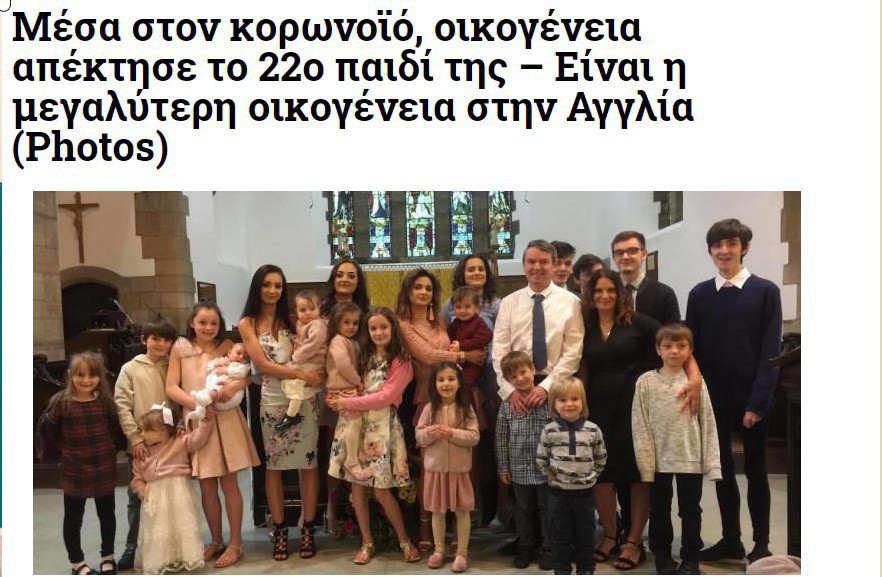 Μέσα στον κορωνοϊό, οικογένεια
απέκτησε το 22ο παιδί της – Είναι η
μεγαλύτερη οικογένεια στην Αγγλία
(Photos)